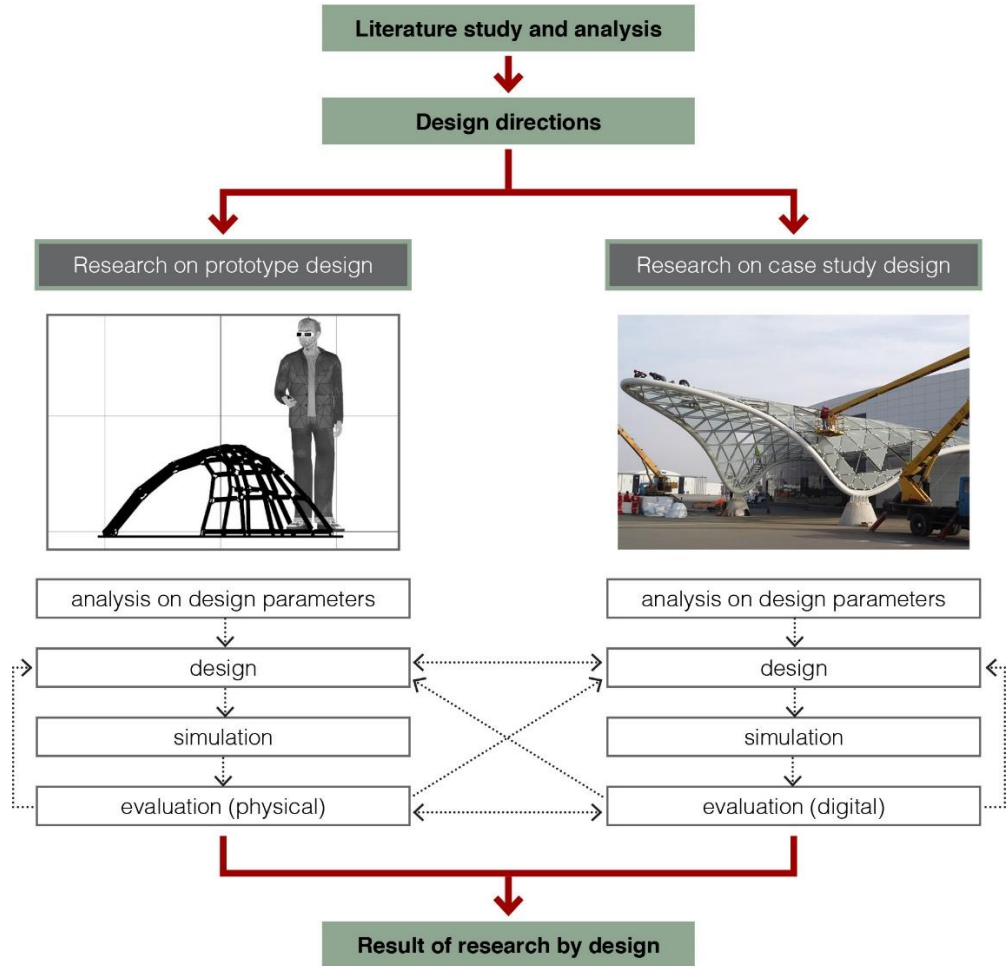 Literature study and analysis
Design directions
Research on prototype design
Research on case study design
analysis on design parameters
design
simulation
evaluation (physical)
analysis on design parameters
design
simulation
evaluation (digital)
Result of research by design